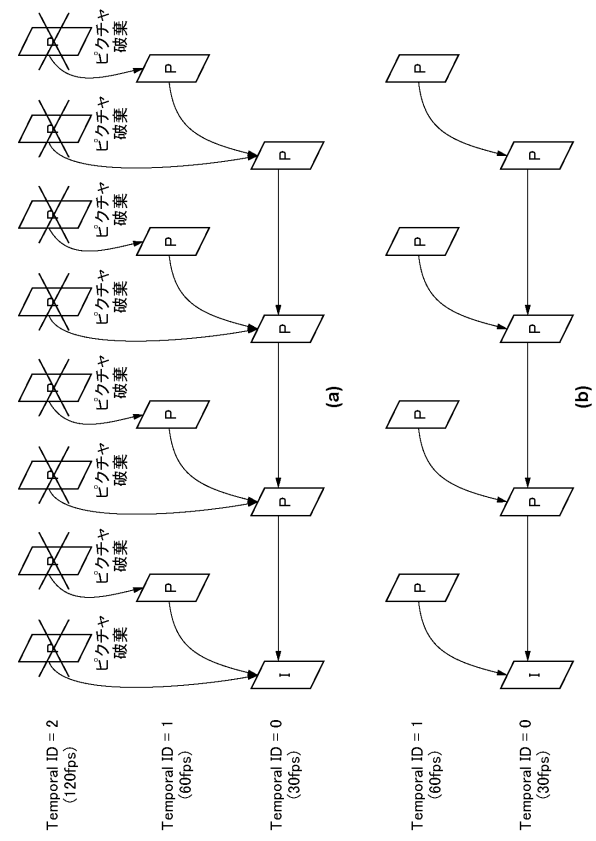 Temporal ID = 2
(120fps)
P P P P P P P P
ピクチャ ピクチャ ピクチャ ピクチャ ピクチャ ピクチャ ピクチャ ピクチャ
破棄 破棄 破棄 破棄 破棄 破棄 破棄 破棄
Temporal ID = 1
(60fps)
P P P P
Temporal ID = 0
(30fps)
I P P P
(a)
Temporal ID = 1
(60fps)
P P P P
Temporal ID = 0
(30fps)
I P P P
(b)